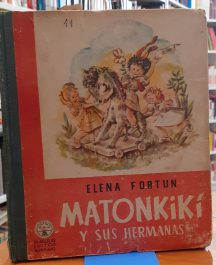 11
ELENA FORTUN
MATONKIKÍ
Y SUS HERMANAS